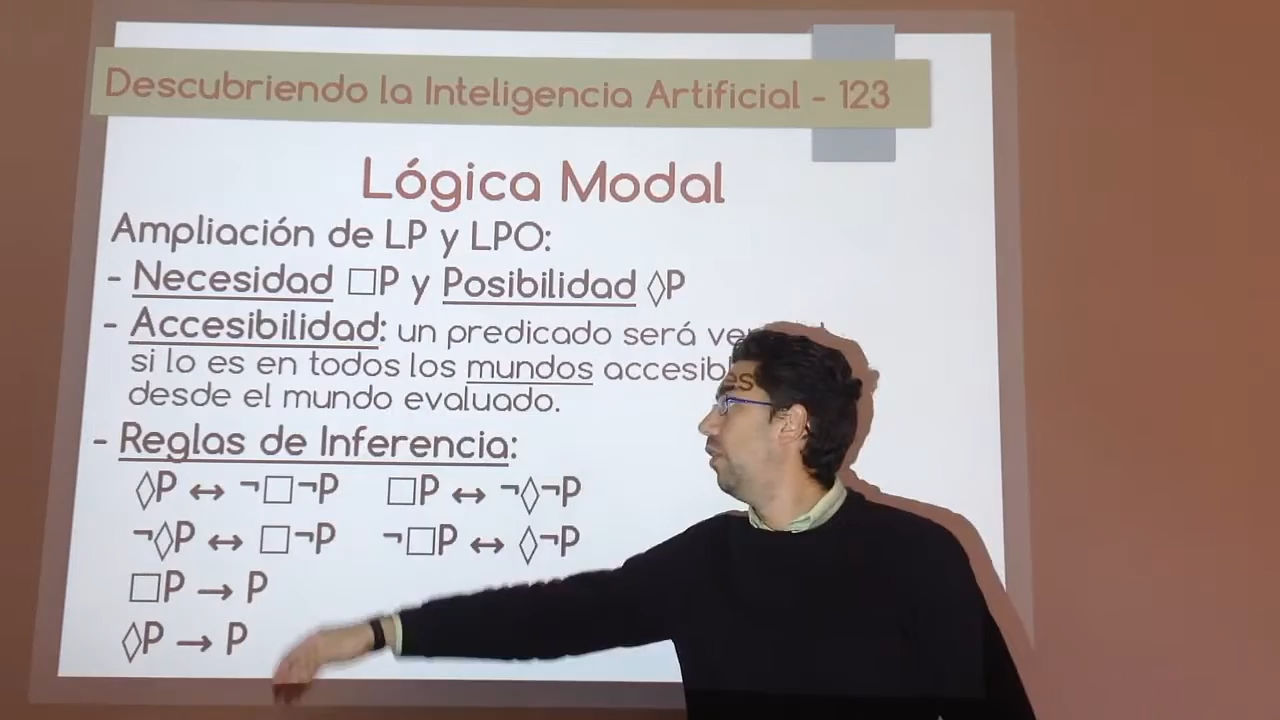 Descubriendo la Inteligencia Artificial - 123
Lógica Modal
Ampliación de LP y LPO:
- Necesidad □P y Posibilidad ◊P
- Accesibilidad: un predicado será
si lo es en todos los mundos accesibles
desde el mundo evaluado.
- Reglas de Inferencia:
◊P ↔ ¬□¬P □P ↔ ¬◊¬P
¬◊P ↔ □¬P ¬□P ↔ ◊¬P
□P → P
◊P → P